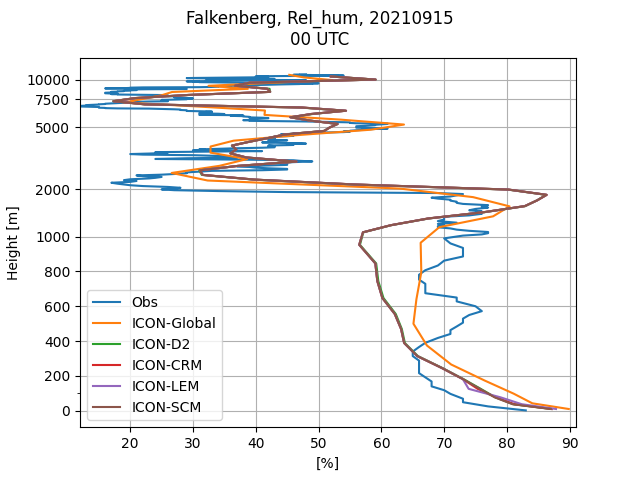 Falkenberg, Rel_hum, 20210915
00 UTC
Height [m]
10000
7500
5000
2000
1000
800
600
400
200
0
Obs
ICON-Global
ICON-D2
ICON-CRM
ICON-LEM
ICON-SCM
20 30 40 50 60 70 80 90
[%]